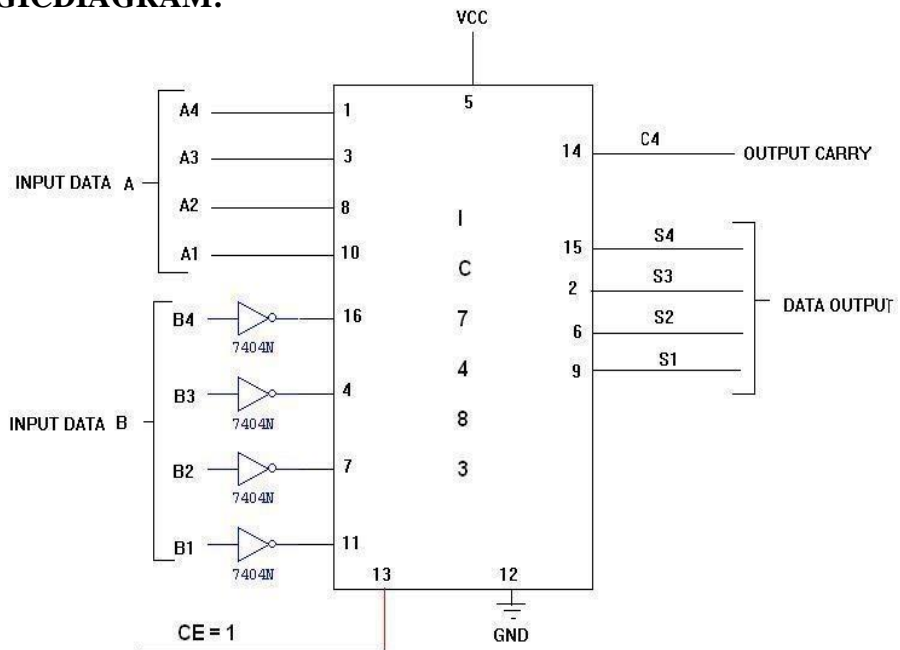 GICDIAGRAM:
VCC
5
A4 1
A3 3
INPUT DATA A
A2 8
A1 10
14 C4 OUTPUT CARRY
I
C
7
4
8
3
15 S4
2 S3
6 S2
9 S1
DATA OUTPUT
B4 16
7404N
B3 4
7404N
INPUT DATA B
B2 7
7404N
B1 11
7404N
13 12
CE = 1
GND